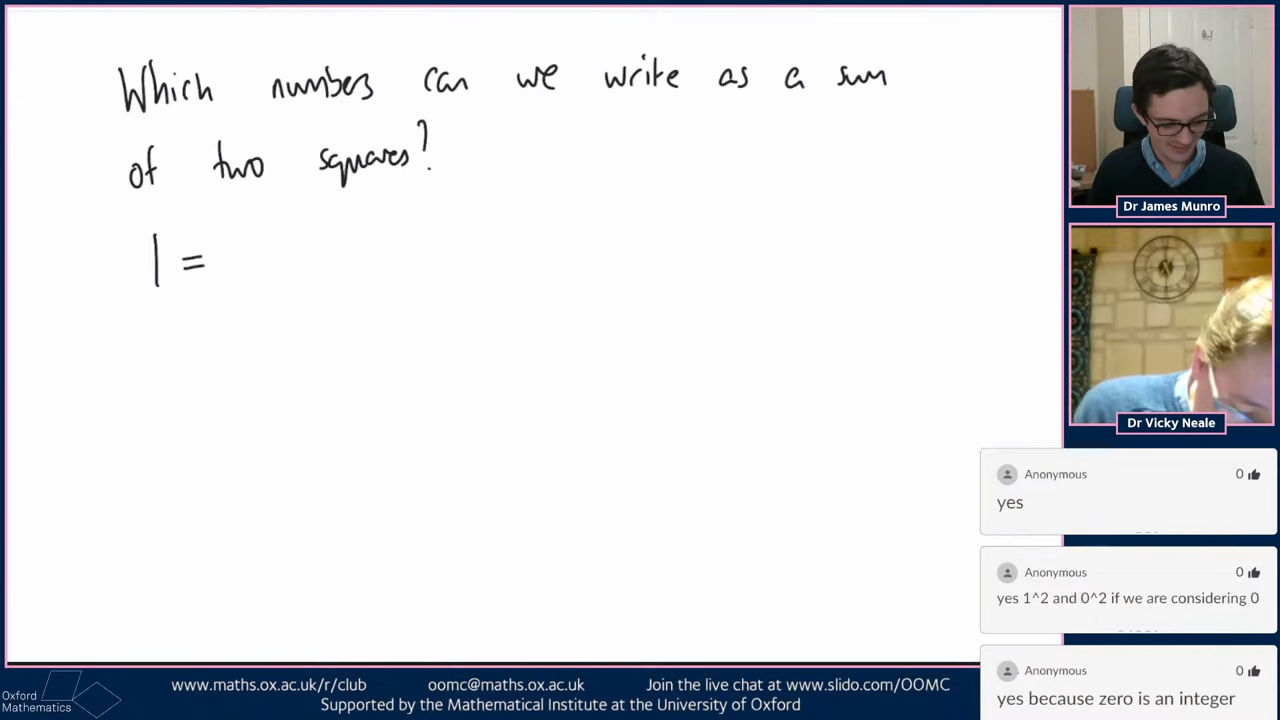 Which numbers can we write as a sum
of two squares?
1 =
Dr James Munro
Dr Vicky Neale
Anonymous
0
yes
Anonymous
0
yes 1^2 and 0^2 if we are considering 0
Anonymous
0
yes because zero is an integer
Oxford
Mathematics
www.maths.ox.ac.uk/r/club oomc@maths.ox.ac.uk Join the live chat at www.slido.com/OOMC
Supported by the Mathematical Institute at the University of Oxford